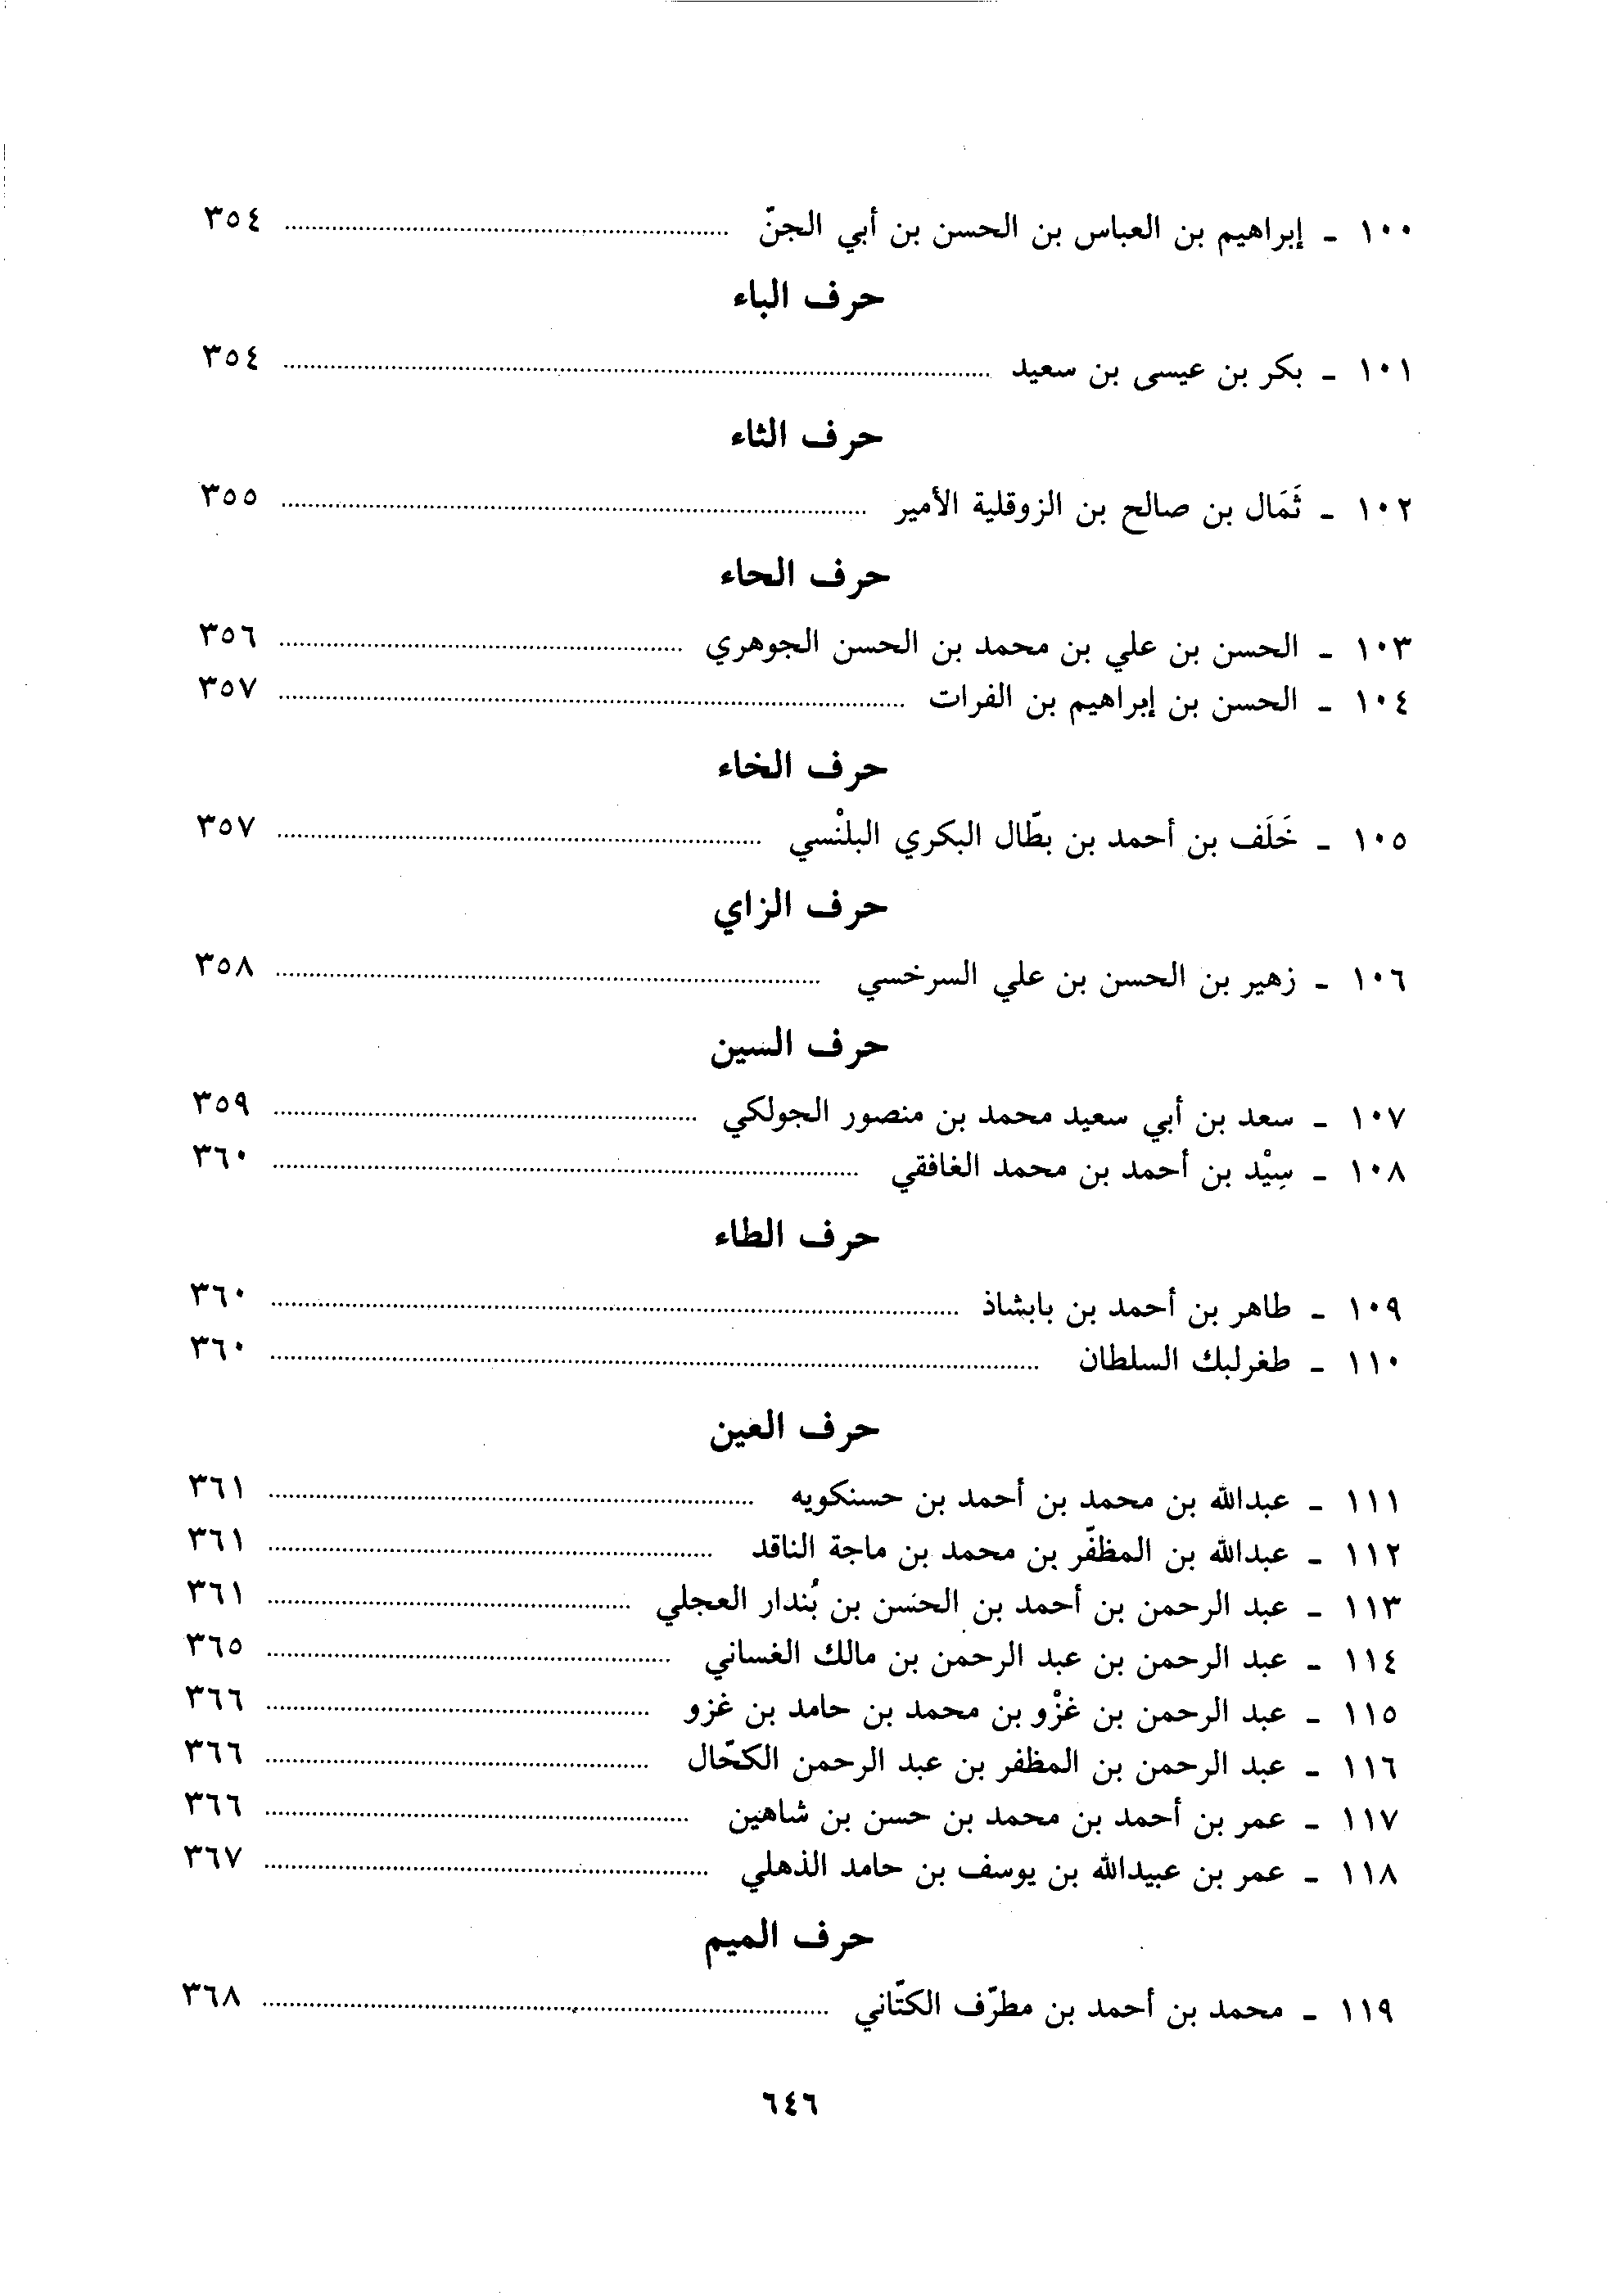 ١٠٠ ـ إبراهيم بن العباس بن الحسن بن أبي الجنّ ........ ٣٥٤
حرف الباء
١٠١ ـ بكر بن عيسى بن سعيد ........ ٣٥٤
حرف الثاء
١٠٢ ـ ثَمَال بن صالح بن الزوقلية الأمير ........ ٣٥٥
حرف الحاء
١٠٣ ـ الحسن بن علي بن محمد بن الحسن الجوهري ........ ٣٥٦
١٠٤ ـ الحسن بن إبراهيم بن الفرات ........ ٣٥٧
حرف الخاء
١٠٥ ـ خَلَف بن أحمد بن بطّال البكري البلنْسي ........ ٣٥٧
حرف الزاي
١٠٦ ـ زهير بن الحسن بن علي السرخسي ........ ٣٥٨
حرف السين
١٠٧ ـ سعد بن أبي سعيد محمد بن منصور الجولكي ........ ٣٥٩
١٠٨ ـ سِيْد بن أحمد بن محمد الغافقي ........ ٣٦٠
حرف الطاء
١٠٩ ـ طاهر بن أحمد بن بابشاذ ........ ٣٦٠
١١٠ ـ طغرلبك السلطان ........ ٣٦٠
حرف العين
١١١ ـ عبدالله بن محمد بن أحمد بن حسنكويه ........ ٣٦١
١١٢ ـ عبدالله بن المظفّر بن محمد بن ماجة الناقد ........ ٣٦١
١١٣ ـ عبد الرحمن بن أحمد بن الحسن بن بُندار العجلي ........ ٣٦١
١١٤ ـ عبد الرحمن بن عبد الرحمن بن مالك الغساني ........ ٣٦٥
١١٥ ـ عبد الرحمن بن غزْو بن محمد بن حامد بن غزو ........ ٣٦٦
١١٦ ـ عبد الرحمن بن المظفر بن عبد الرحمن الكحّال ........ ٣٦٦
١١٧ ـ عمر بن أحمد بن محمد بن حسن بن شاهين ........ ٣٦٦
١١٨ ـ عمر بن عبيدالله بن يوسف بن حامد الذهلي ........ ٣٦٧
حرف الميم
١١٩ ـ محمد بن أحمد بن مطرّف الكتّاني ........ ٣٦٨
٦٤٦